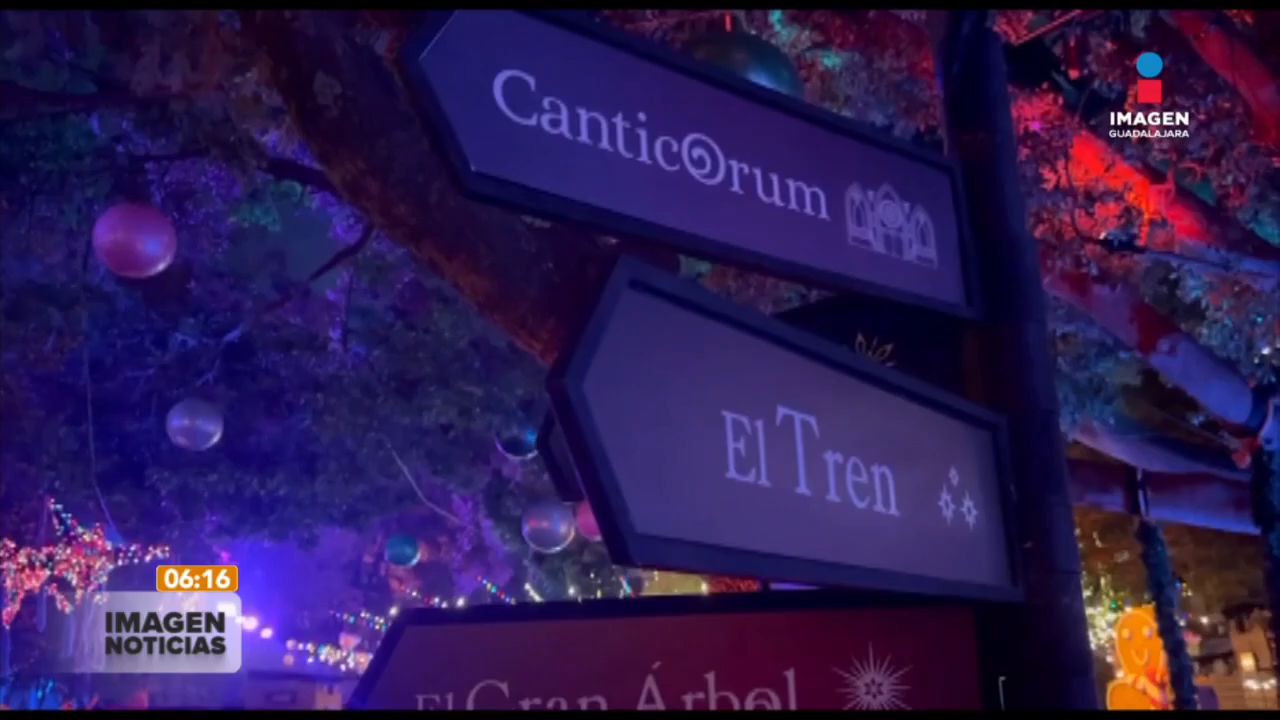 CanticOrum
IMAGEN
GUADALAJARA
El Tren
06:16
IMAGEN
NOTICIAS
El Gran Árbol